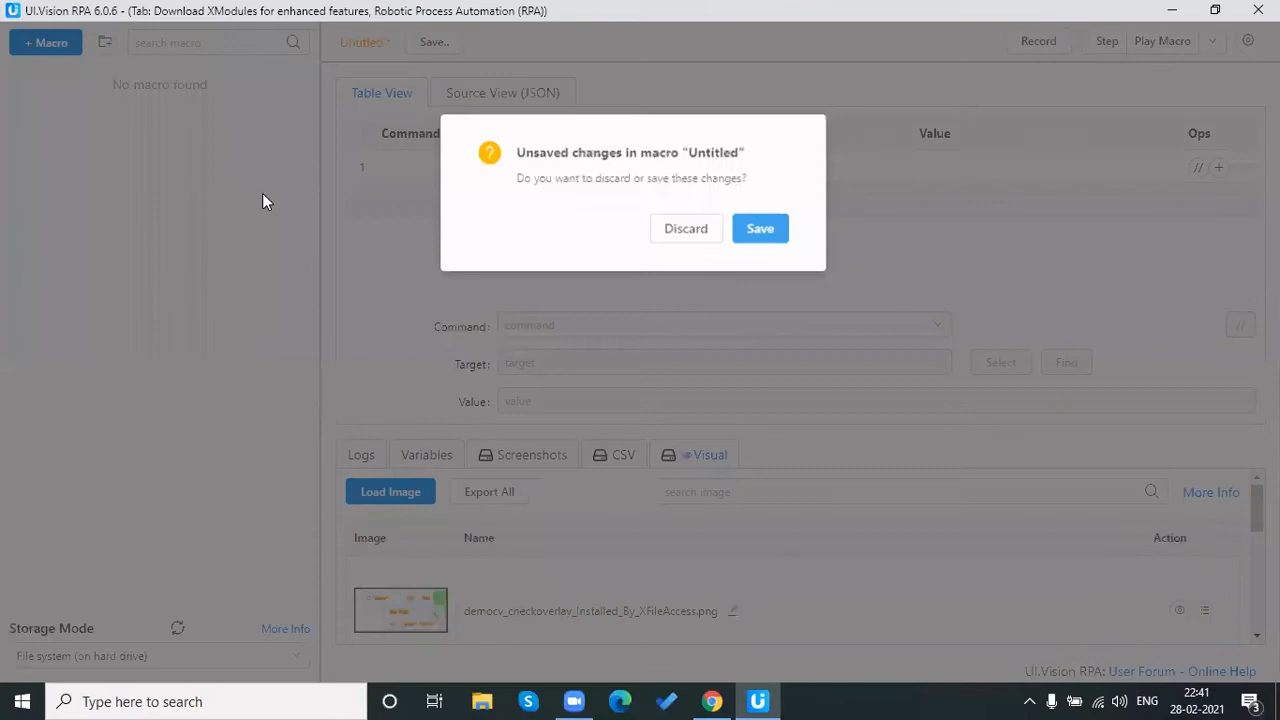 UI.Vision RPA 6.0.6 - (Tab: Download XModules for enhanced features, Robotic Process Automation (RPA))
+ Macro
search macro
Untitled *
Save..
Record
Step
Play Macro
No macro found
Table View
Source View (JSON)
Command
Value
Ops
1
//
+
Unsaved changes in macro "Untitled"
Do you want to discard or save these changes?
Discard
Save
Command:
command
//
Target:
target
Select
Find
Value:
value
Logs
Variables
Screenshots
CSV
Visual
Load Image
Export All
search image
More Info
Image
Name
Action
democv_checkoverlay_Installed_By_XFileAccess.png
Storage Mode
More Info
File system (on hard drive)
UI.Vision RPA: User Forum - Online Help
Type here to search
ENG
22:41
28-02-2021
3